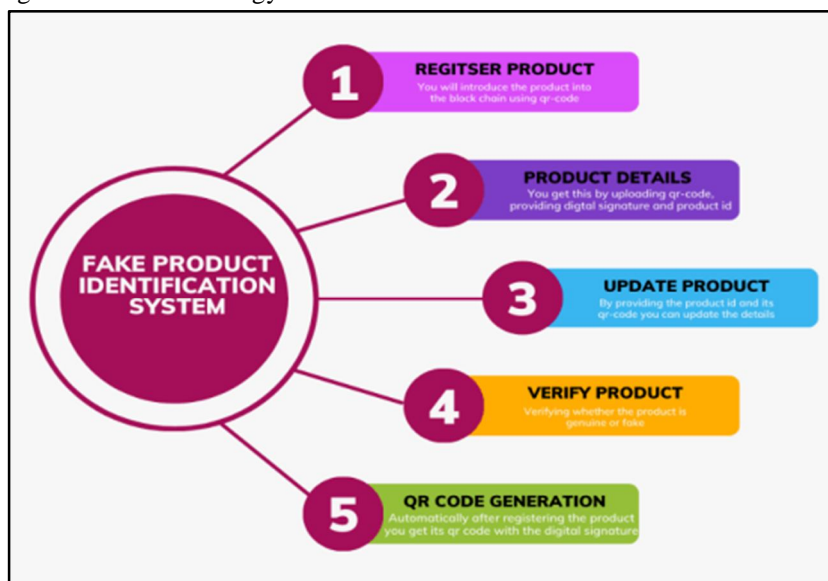 FAKE PRODUCT
IDENTIFICATION
SYSTEM
1
REGITSER PRODUCT
You will introduce the product into
the block chain using qr-code
2
PRODUCT DETAILS
You get this by uploading qr-code,
providing digtal signature and product id
3
UPDATE PRODUCT
By providing the product id and its
qr-code you can update the details
4
VERIFY PRODUCT
Verifying whether the product is
genuine or fake
5
QR CODE GENERATION
Automatically after registering the product
you get its qr code with the digital signature